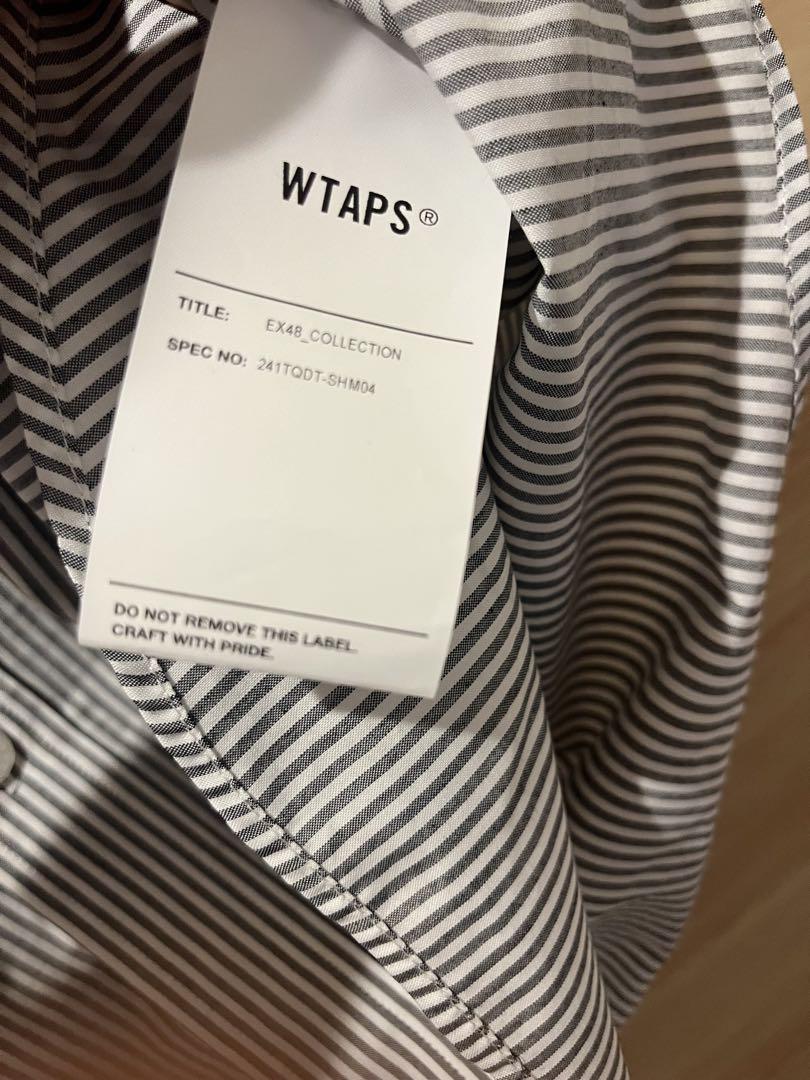 WTAPS®
TITLE: EX48_COLLECTION
SPEC NO: 241TQDT-SHM04
DO NOT REMOVE THIS LABEL.
CRAFT WITH PRIDE.